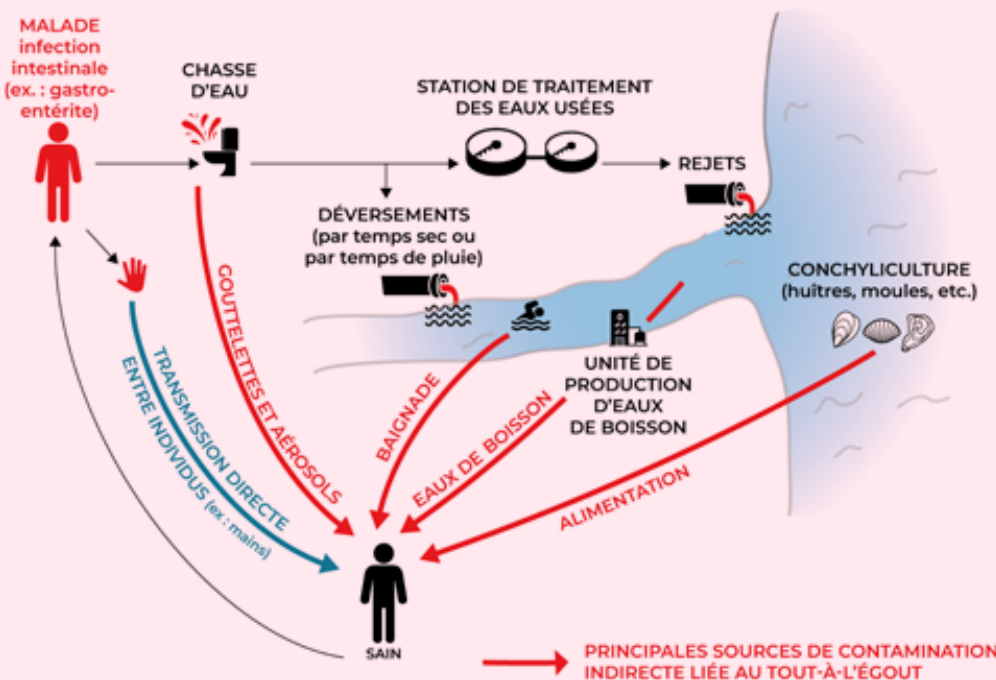 MALADE
infection
intestinale
(ex. : gastro-
entérite)
CHASSE
D'EAU
STATION DE TRAITEMENT
DES EAUX USÉES
REJETS
DÉVERSEMENTS
(par temps sec ou
par temps de pluie)
CONCHYLICULTURE
(huîtres, moules, etc.)
UNITÉ DE
PRODUCTION
D'EAUX
DE BOISSON
TRANSMISSION DIRECTE
ENTRE INDIVIDUS (ex : mains)
GOUTTELETTES ET AÉROSOLS
BAIGNADE
EAUX DE BOISSON
ALIMENTATION
SAIN
PRINCIPALES SOURCES DE CONTAMINATION
INDIRECTE LIÉE AU TOUT-À-L'ÉGOUT